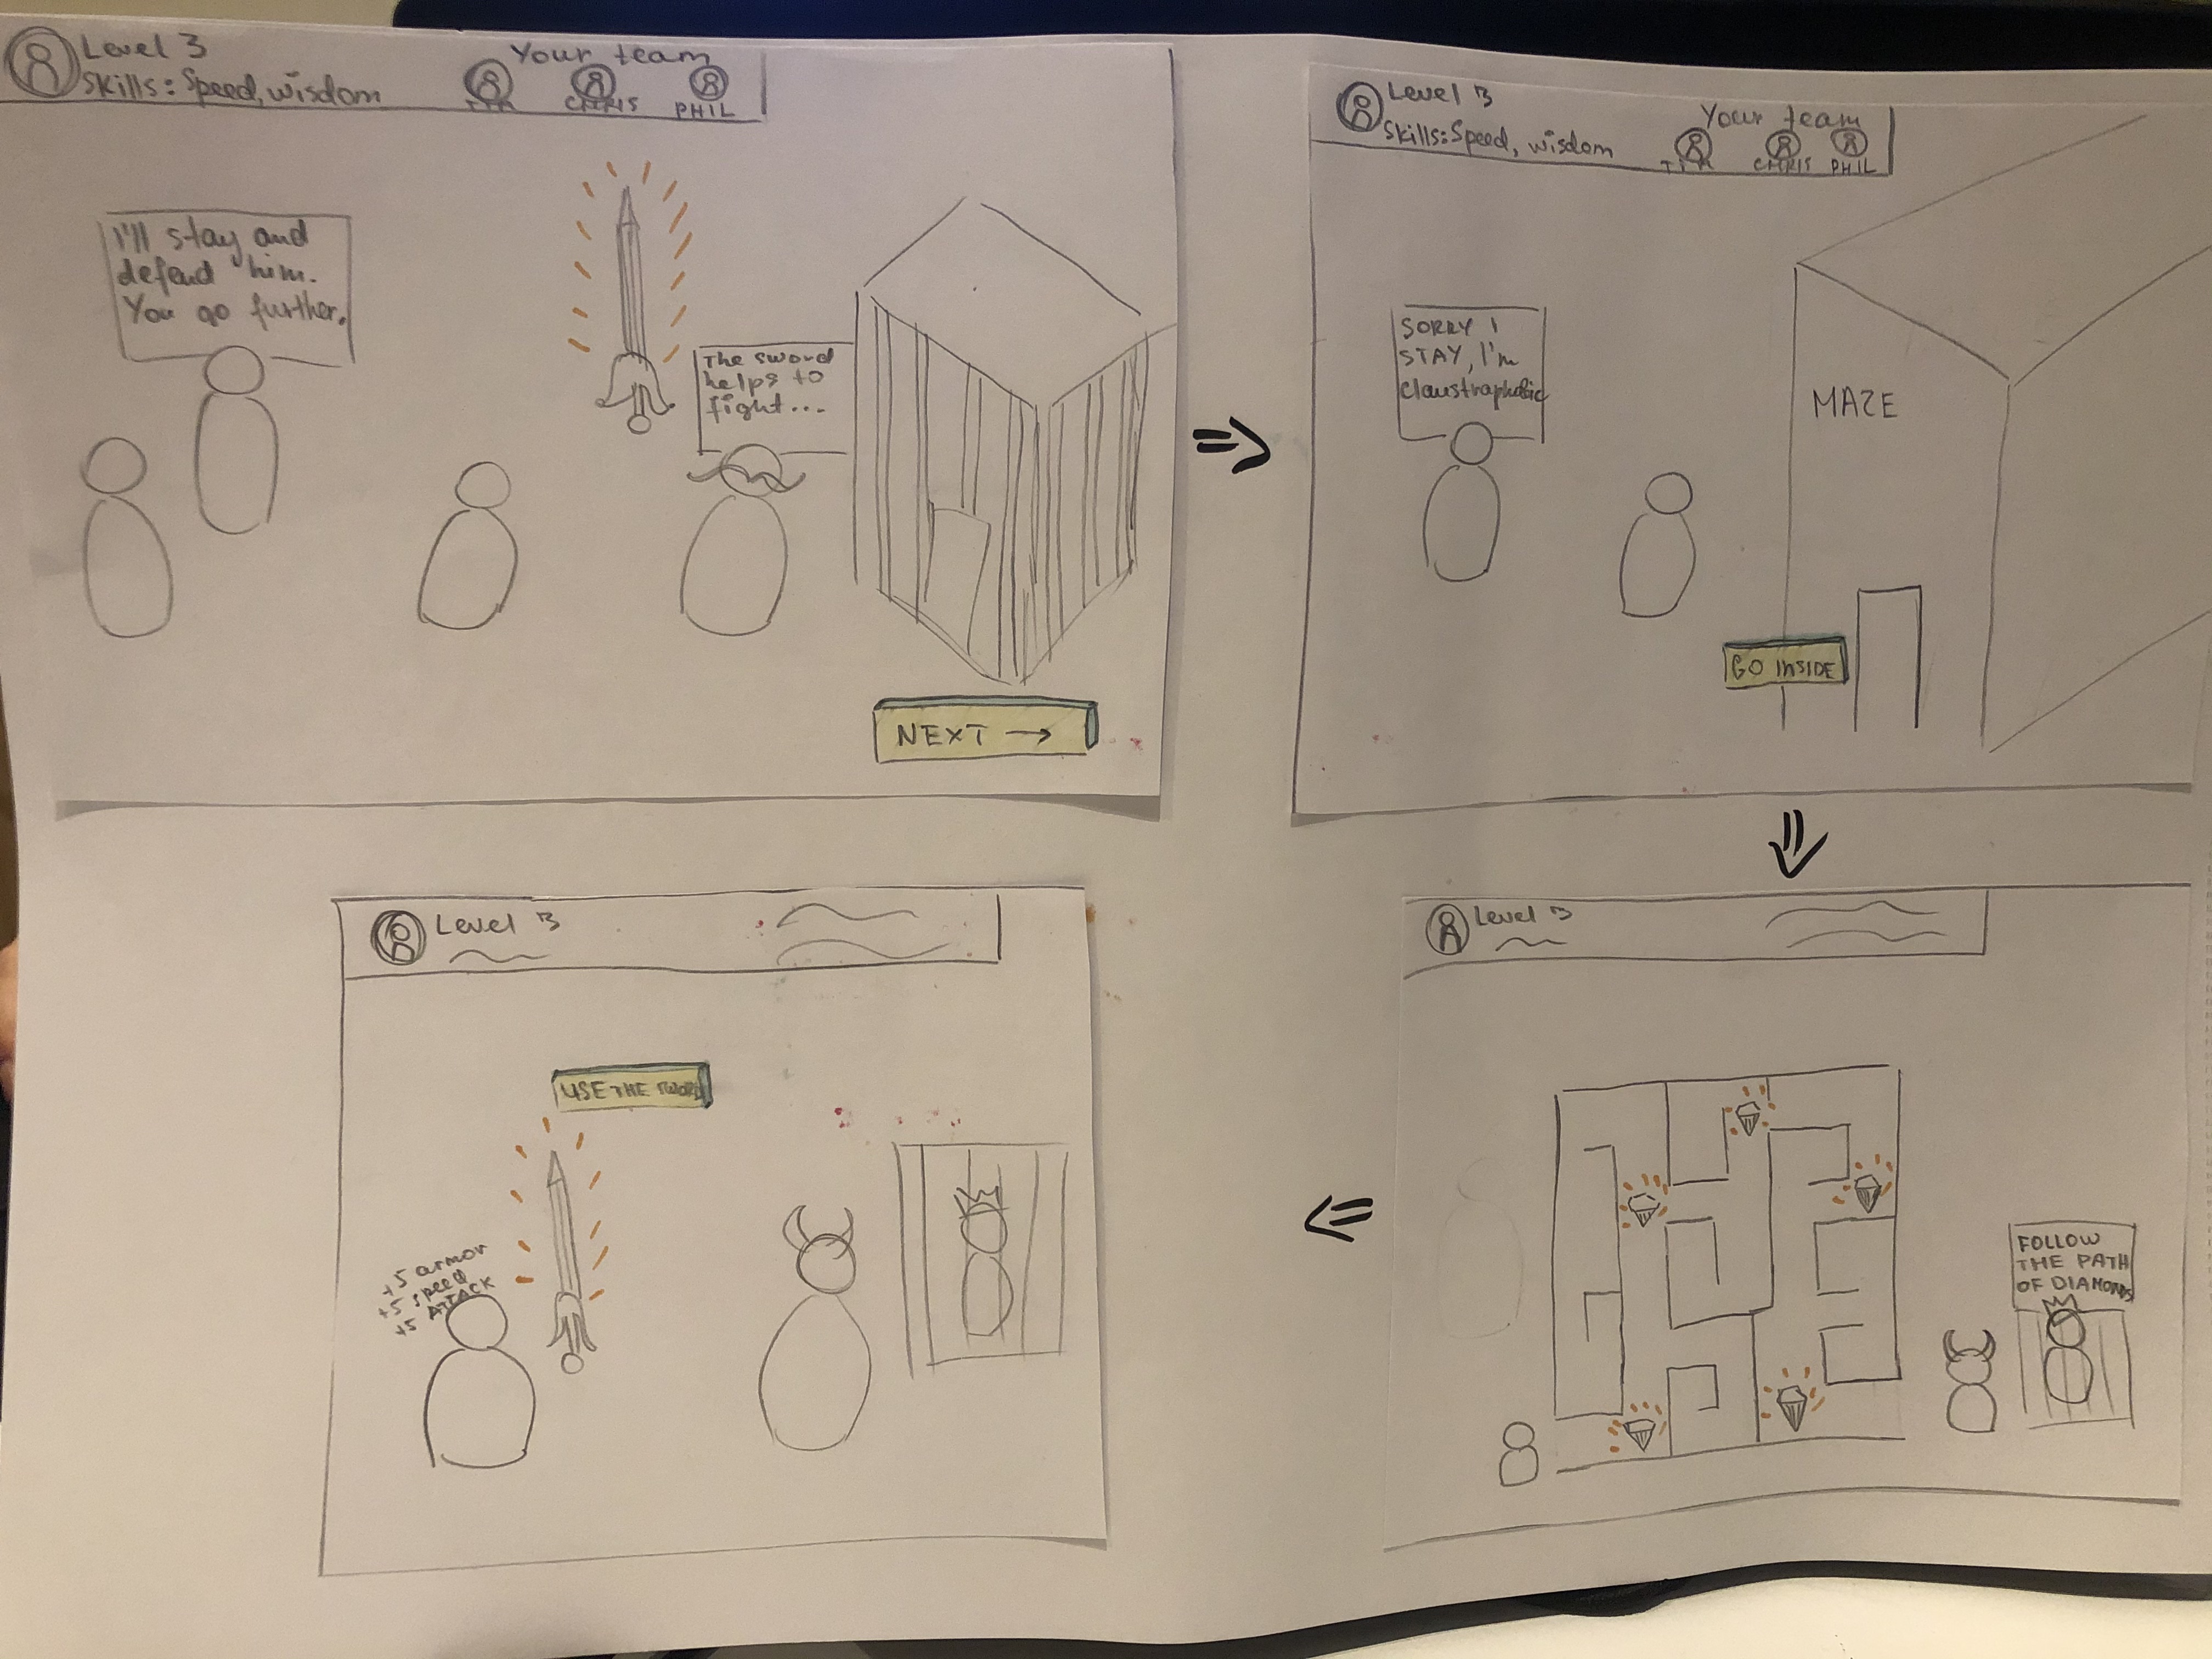 Level 3
Skills: Speed, wisdom
Your team
TIM CHRIS PHIL
I'll stay and
defend him.
You go further.
The sword
helps to
fight...
NEXT →
Level 3
Skills: Speed, wisdom
Your team
TIM CHRIS PHIL
SORRY I
STAY, I'm
claustraphobic
MAZE
GO INSIDE
Level 3
FOLLOW
THE PATH
OF DIAMONDS
Level 3
USE THE SWORD
+5 armor
+5 speed
+5 ATTACK